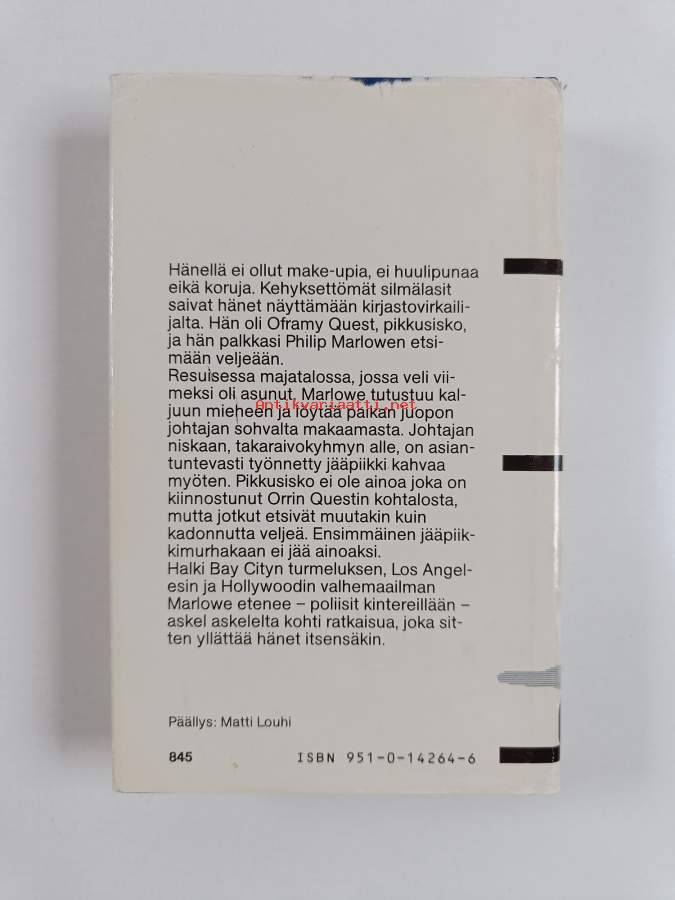 Hänellä ei ollut make-upia, ei huulipunaa
eikä koruja. Kehyksettömät silmälasit
saivat hänet näyttämään kirjastovirkaili-
jalta. Hän oli Oframy Quest, pikkusisko,
ja hän palkkasi Philip Marlowen etsi-
mään veljeään.
Resuisessa majatalossa, jossa veli vii-
meksi oli asunut, Marlowe tutustuu kal-
Antikvariaatti.net
juun mieheen ja löytää paikan juopon
johtajan sohvalta makaamasta. Johtajan
niskaan, takaraivokyhmyn alle, on asian-
tuntevasti työnnetty jääpiikki kahvaa
myöten. Pikkusisko ei ole ainoa joka on
kiinnostunut Orrin Questin kohtalosta,
mutta jotkut etsivät muutakin kuin
kadonnutta veljeä. Ensimmäinen jääpiik-
kimurhakaan ei jää ainoaksi.
Halki Bay Cityn turmeluksen, Los Angel-
esin ja Hollywoodin valhemaailman
Marlowe etenee – poliisit kintereillään –
askel askelelta kohti ratkaisua, joka sit-
ten yllättää hänet itsensäkin.
Päällys: Matti Louhi
845 ISBN 951-0-14264-6